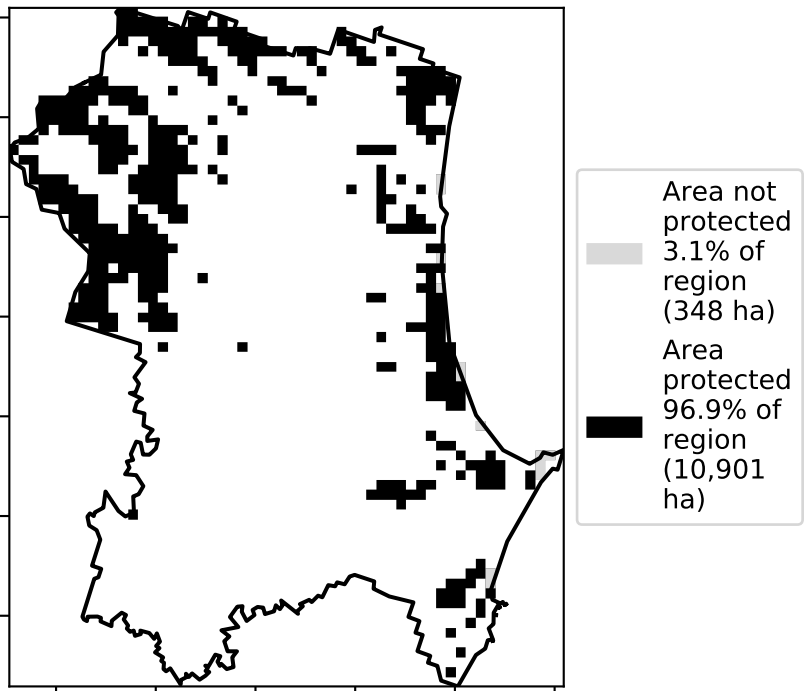 Area not
protected
3.1% of
region
(348 ha)
Area
protected
96.9% of
region
(10,901
ha)